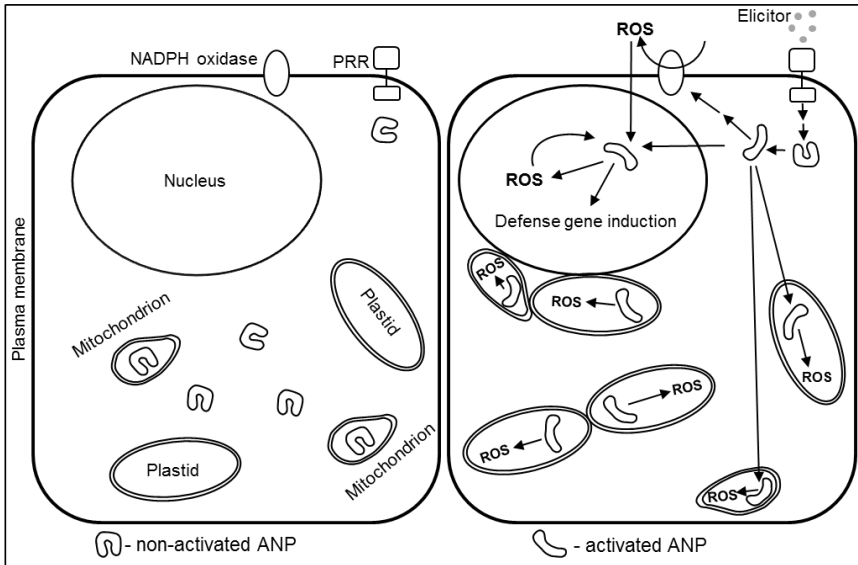 Plasma membrane
NADPH oxidase
PRR
Nucleus
Mitochondrion
Plastid
Plastid
Mitochondrion
- non-activated ANP
Elicitor
ROS
ROS
Defense gene induction
ROS
ROS
ROS
ROS
ROS
ROS
- activated ANP